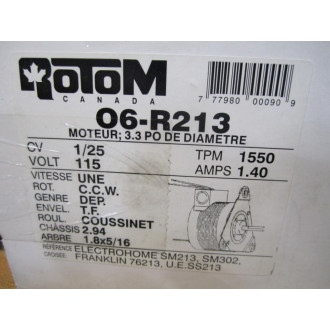 ROTOM
CANADA
7 77980 00090 9
O6-R213
MOTEUR; 3.3 PO DE DIAMETRE
CV 1/25 TPM 1550
VOLT 115 AMPS 1.40
VITESSE UNE
ROT. C.C.W.
GENRE DEP.
ENVEL. T.F.
ROUL. COUSSINET
CHÂSSIS 2.94
ARBRE 1.8x5/16
RÉFÉRENCE ELECTROHOME SM213, SM302,
CROISÉE: FRANKLIN 76213, U.E.SS213